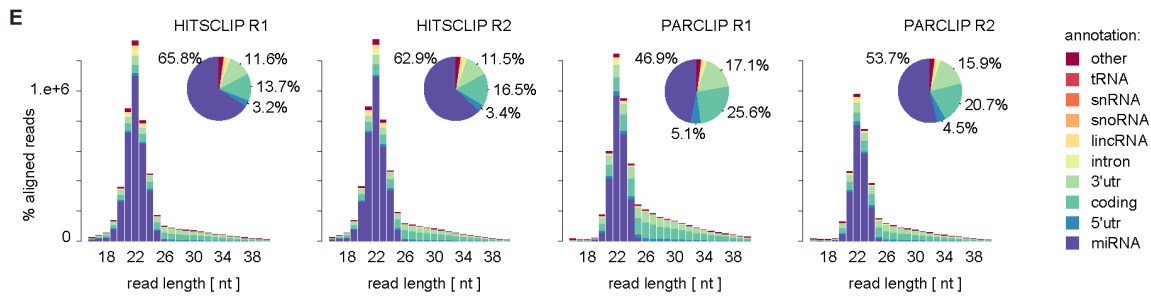 E
HITSCLIP R1
HITSCLIP R2
PARCLIP R1
PARCLIP R2
% aligned reads
1.e+6
0
65.8%
11.6%
13.7%
3.2%
62.9%
11.5%
16.5%
3.4%
46.9%
17.1%
25.6%
5.1%
53.7%
15.9%
20.7%
4.5%
18 22 26 30 34 38
18 22 26 30 34 38
18 22 26 30 34 38
18 22 26 30 34 38
read length [ nt ]
read length [ nt ]
read length [ nt ]
read length [ nt ]
annotation:
other
tRNA
snRNA
snoRNA
lincRNA
intron
3'utr
coding
5'utr
miRNA